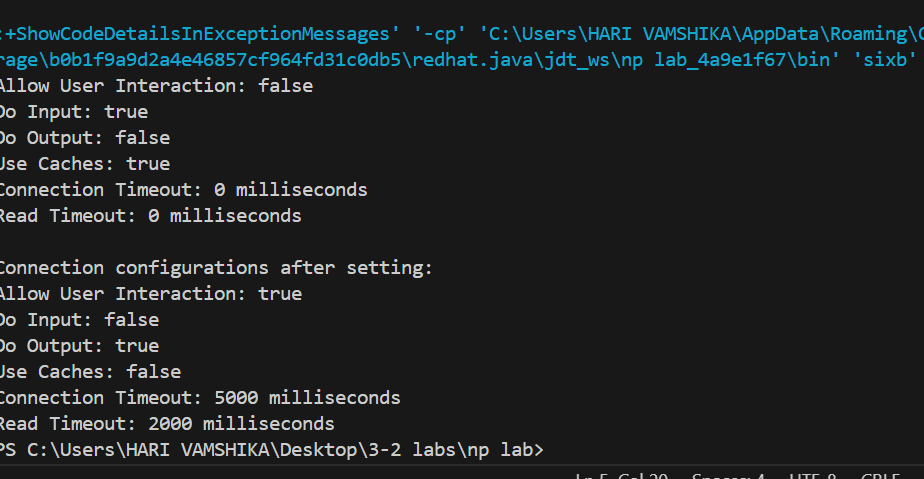 :+ShowCodeDetailsInExceptionMessages' '-cp' 'C:\Users\HARI VAMSHIKA\AppData\Roaming\
rage\b0b1f9a9d2a4e46857cf964fd31c0db5\redhat.java\jdt_ws\np lab_4a9e1f67\bin' 'sixb'
Allow User Interaction: false
Do Input: true
Do Output: false
Use Caches: true
Connection Timeout: 0 milliseconds
Read Timeout: 0 milliseconds
Connection configurations after setting:
Allow User Interaction: true
Do Input: false
Do Output: true
Use Caches: false
Connection Timeout: 5000 milliseconds
Read Timeout: 2000 milliseconds
PS C:\Users\HARI VAMSHIKA\Desktop\3-2 labs\np lab>